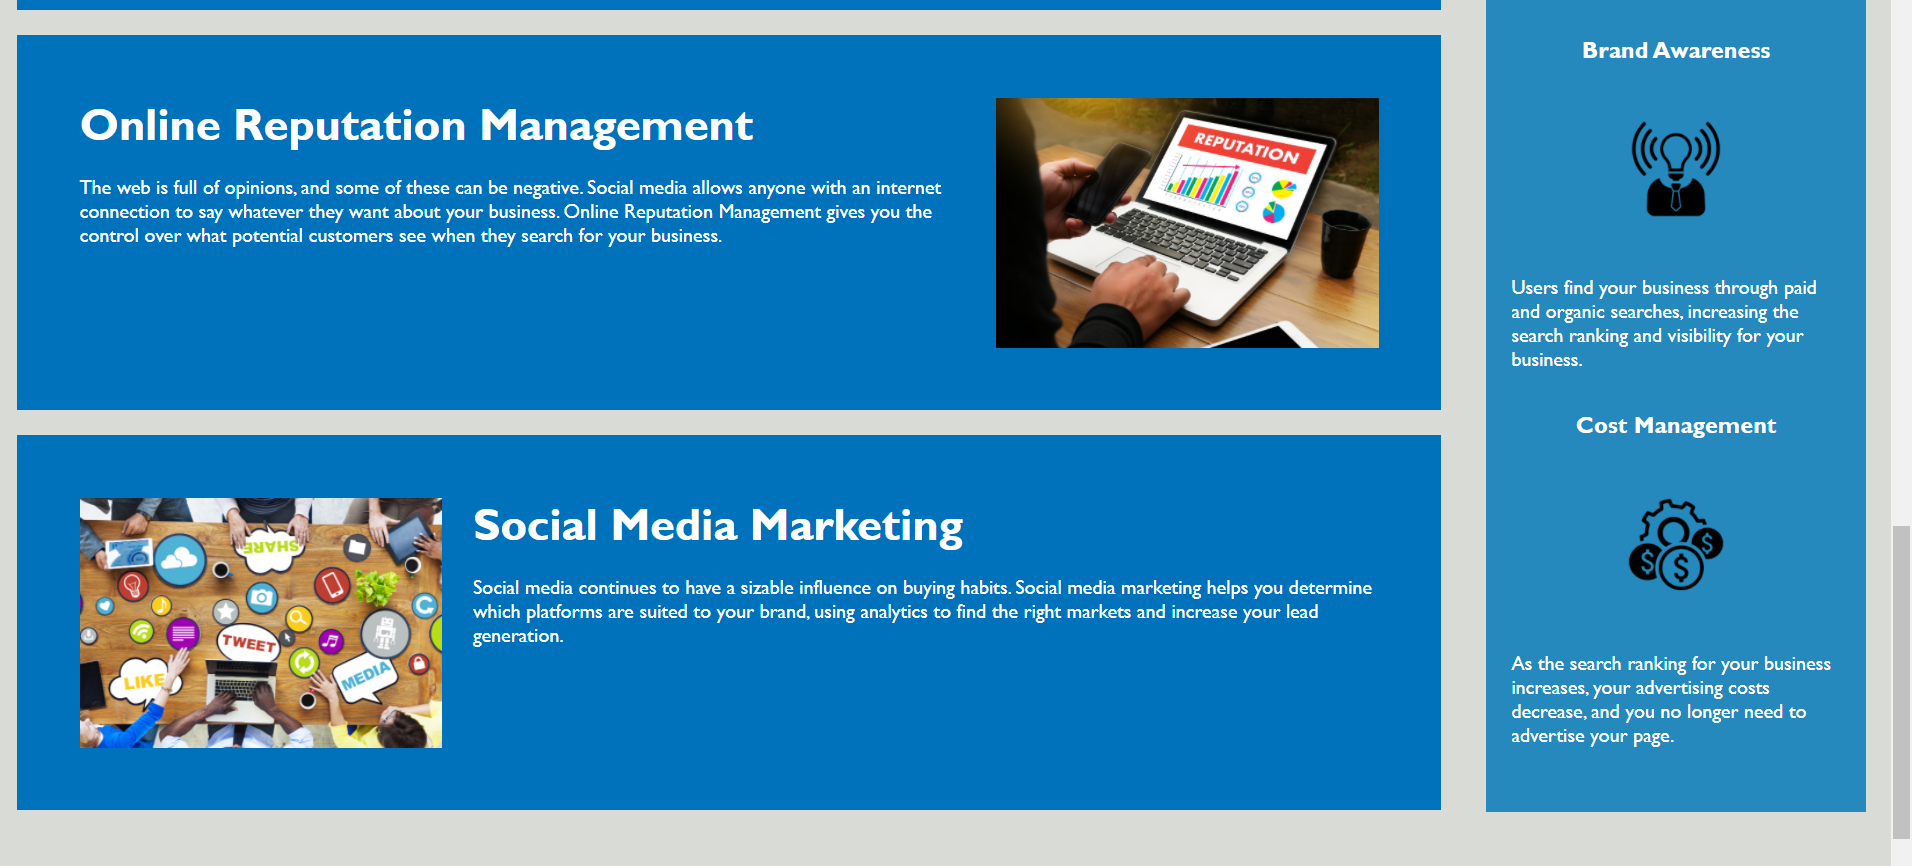 Online Reputation Management
The web is full of opinions, and some of these can be negative. Social media allows anyone with an internet
connection to say whatever they want about your business. Online Reputation Management gives you the
control over what potential customers see when they search for your business.
REPUTATION
Social Media Marketing
Social media continues to have a sizable influence on buying habits. Social media marketing helps you determine
which platforms are suited to your brand, using analytics to find the right markets and increase your lead
generation.
SHARE
TWEET
LIKE
MEDIA
Brand Awareness
Users find your business through paid
and organic searches, increasing the
search ranking and visibility for your
business.
Cost Management
$
$
$
As the search ranking for your business
increases, your advertising costs
decrease, and you no longer need to
advertise your page.